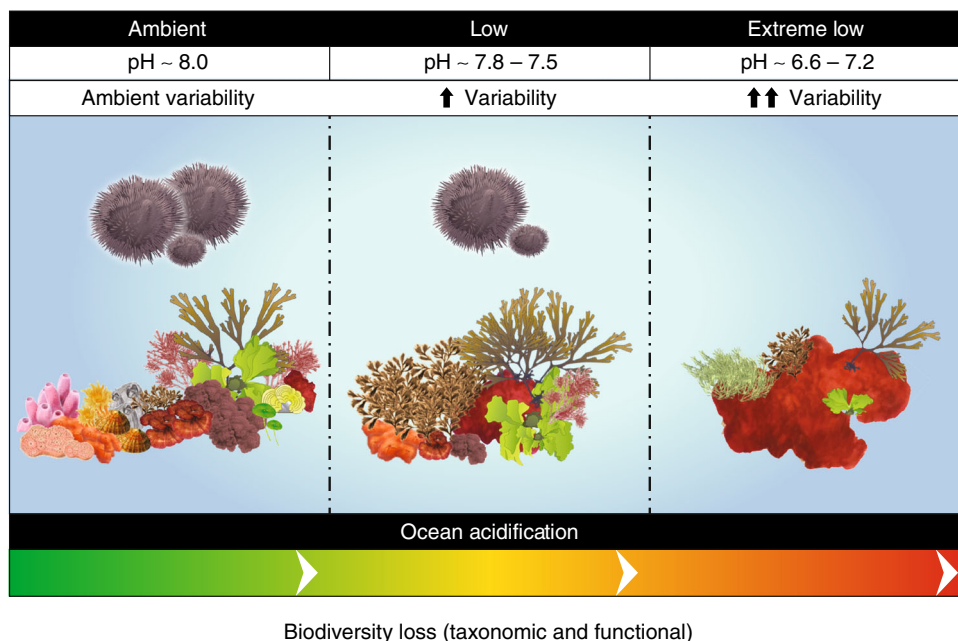 Ambient Low Extreme low
pH ~ 8.0 pH ~ 7.8 – 7.5 pH ~ 6.6 – 7.2
Ambient variability ⬆ Variability ⬆⬆ Variability
Ocean acidification
Biodiversity loss (taxonomic and functional)